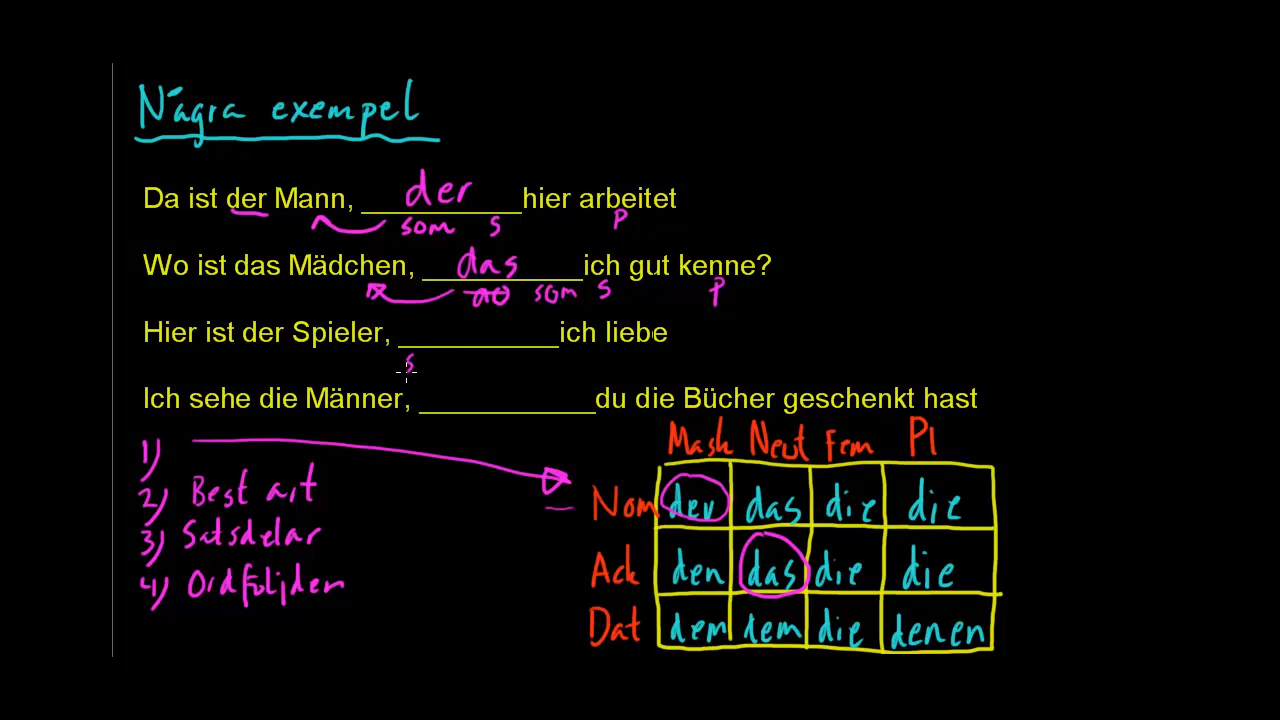 Några exempel
Da ist der Mann, der hier arbeitet
som s p
Wo ist das Mädchen, das ich gut kenne?
ao som s p
Hier ist der Spieler, __________ ich liebe
s
Ich sehe die Männer, ___________ du die Bücher geschenkt hast
Mask Neut Fem Pl
1)
2) Best art
3) Satsdelar
4) Ordföljden
Nom der das die die
Ack den das die die
Dat dem dem die denen